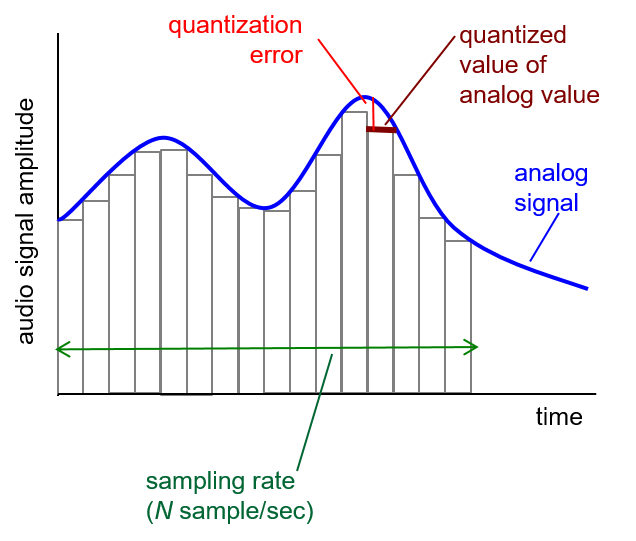 quantization
error
quantized
value of
analog value
analog
signal
audio signal amplitude
time
sampling rate
(N sample/sec)